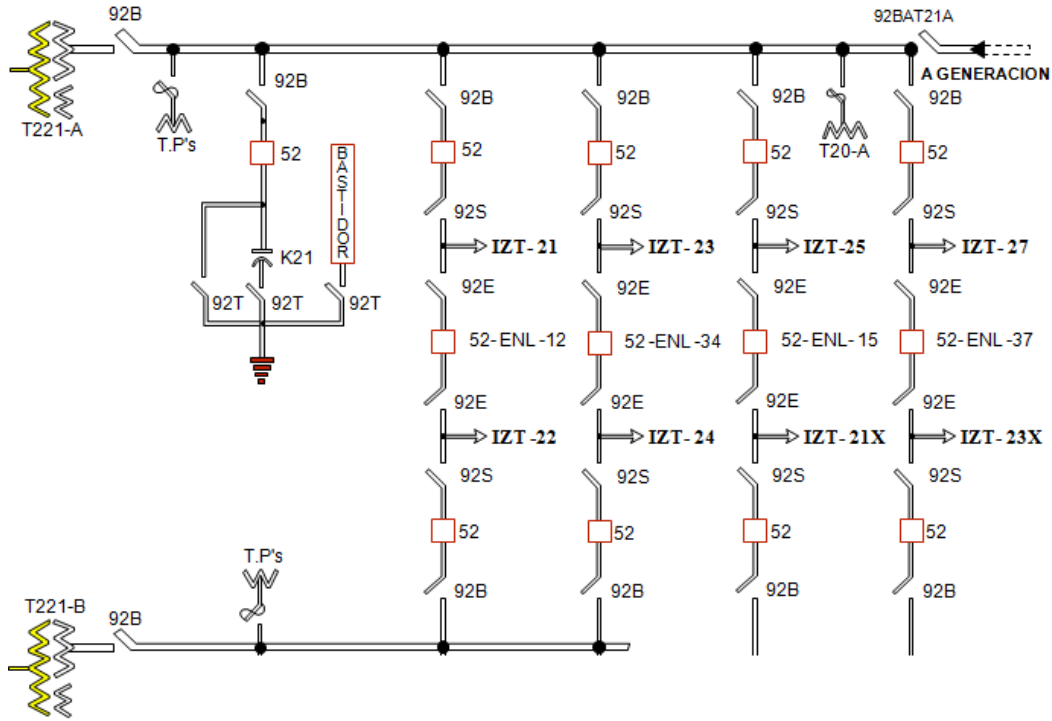 92B
92BAT21A
A GENERACION
T221-A
T.P's
92B
92B
92B
92B
T20-A
92B
52
BASTIDOR
52
52
52
52
92S
92S
92S
92S
K21
IZT-21
IZT-23
IZT-25
IZT-27
92T
92T
92T
92E
92E
92E
92E
52-ENL-12
52-ENL-34
52-ENL-15
52-ENL-37
92E
92E
92E
92E
IZT-22
IZT-24
IZT-21X
IZT-23X
92S
92S
92S
92S
52
52
52
52
T.P's
92B
92B
92B
92B
T221-B
92B